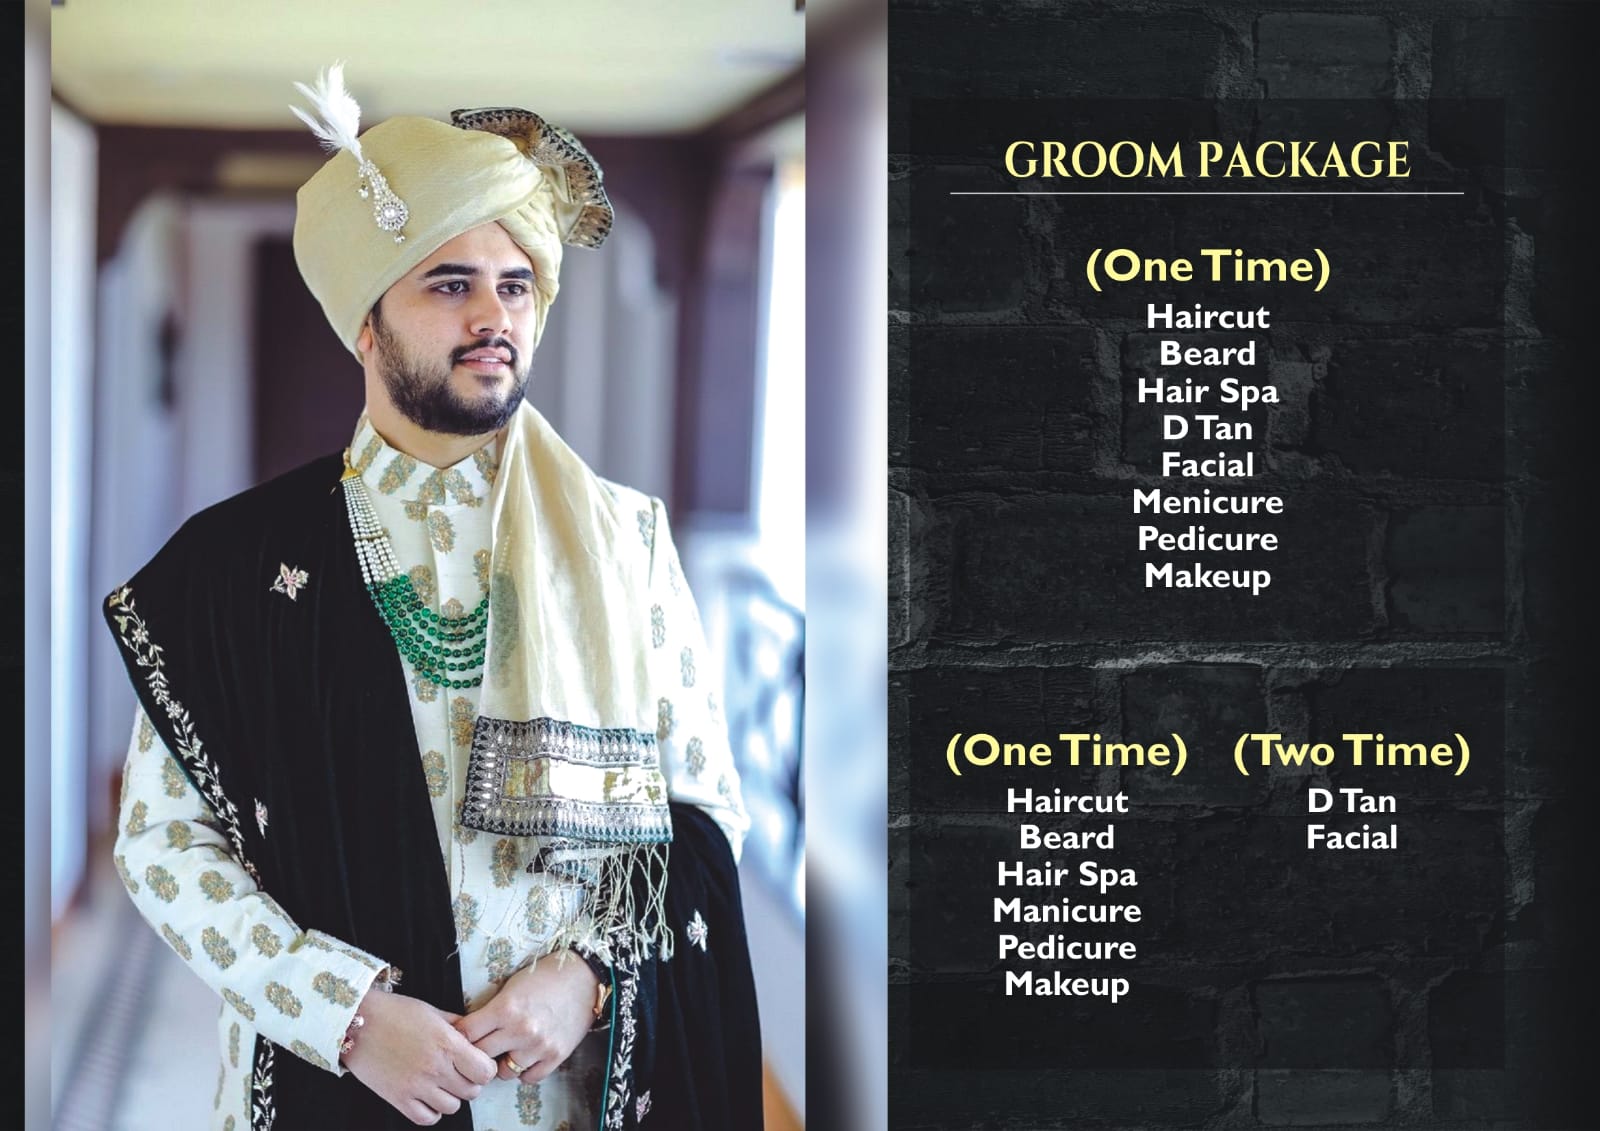 GROOM PACKAGE
(One Time)
Haircut
Beard
Hair Spa
D Tan
Facial
Menicure
Pedicure
Makeup
(One Time)
Haircut
Beard
Hair Spa
Manicure
Pedicure
Makeup
(Two Time)
D Tan
Facial